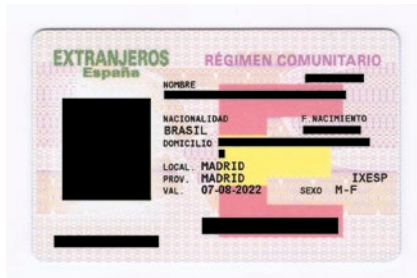 EXTRANJEROS RÉGIMEN COMUNITARIO
España
NOMBRE
NACIONALIDAD F.NACIMIENTO
BRASIL
DOMICILIO
LOCAL. MADRID
PROV. MADRID IXESP
VAL. 07-08-2022 SEXO M-F